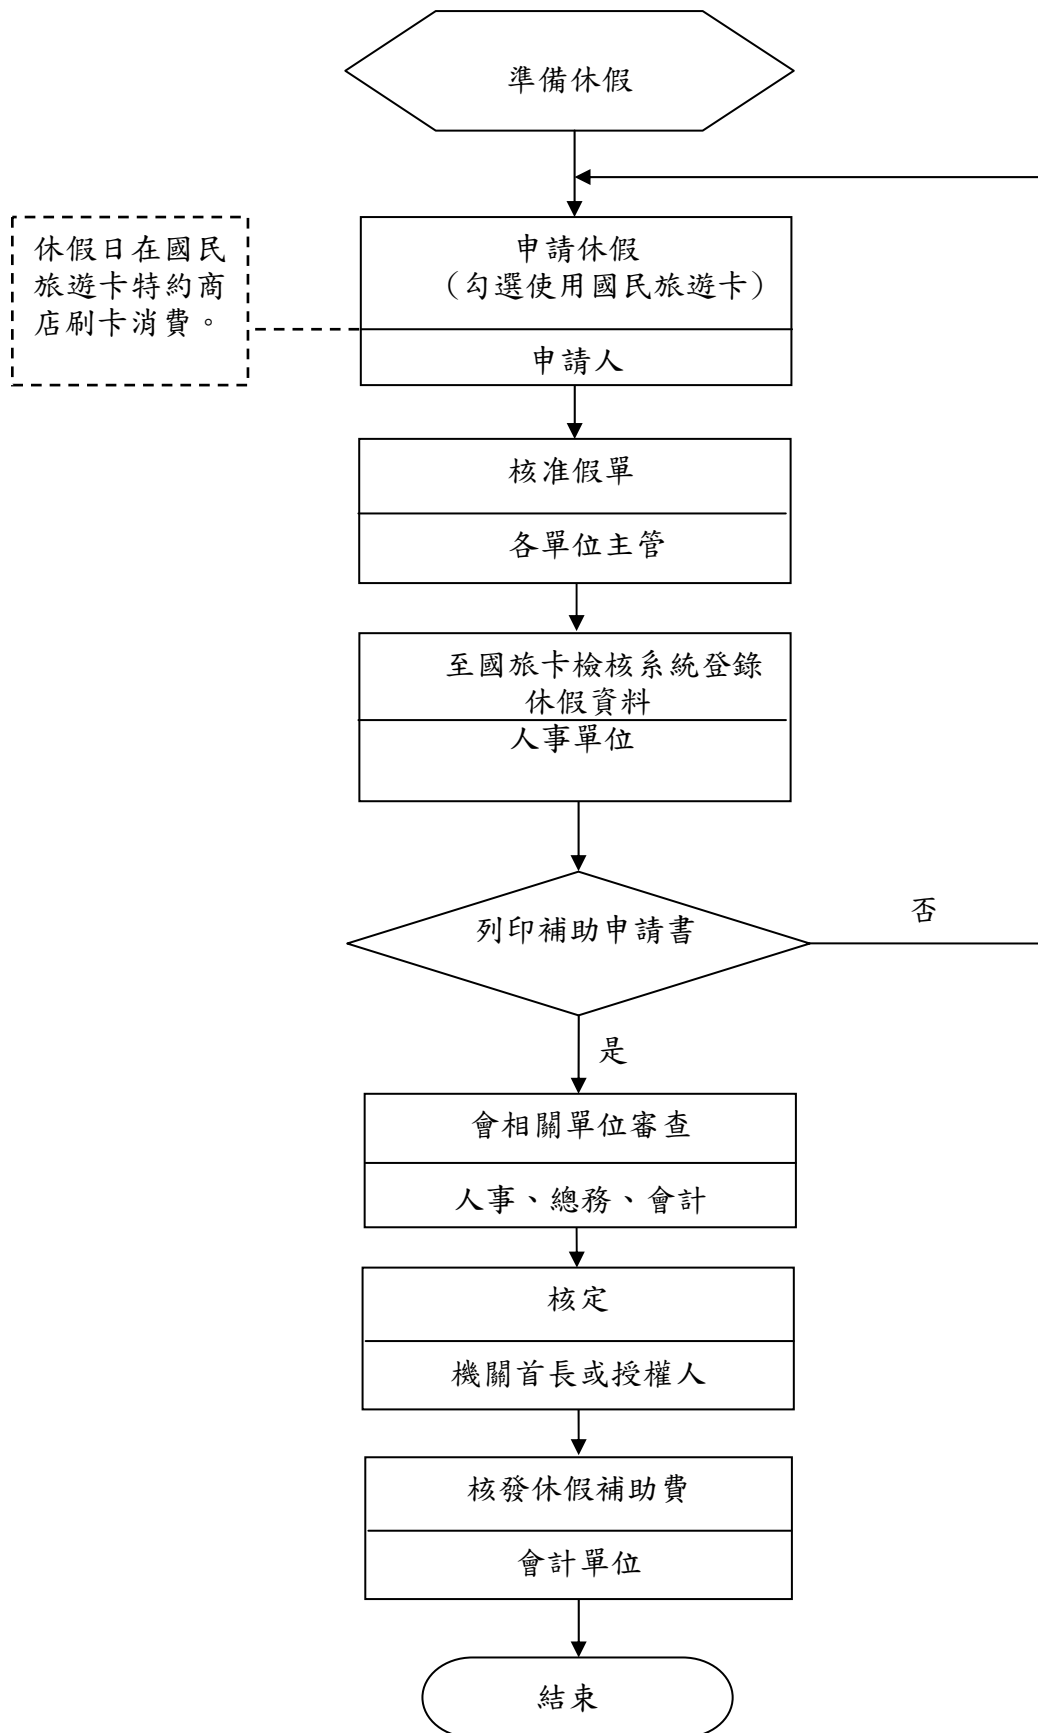 準備休假
休假日在國民
旅遊卡特約商
店刷卡消費。
申請休假
（勾選使用國民旅遊卡）
申請人
核准假單
各單位主管
至國旅卡檢核系統登錄
休假資料
人事單位
列印補助申請書
否
是
會相關單位審查
人事、總務、會計
核定
機關首長或授權人
核發休假補助費
會計單位
結束